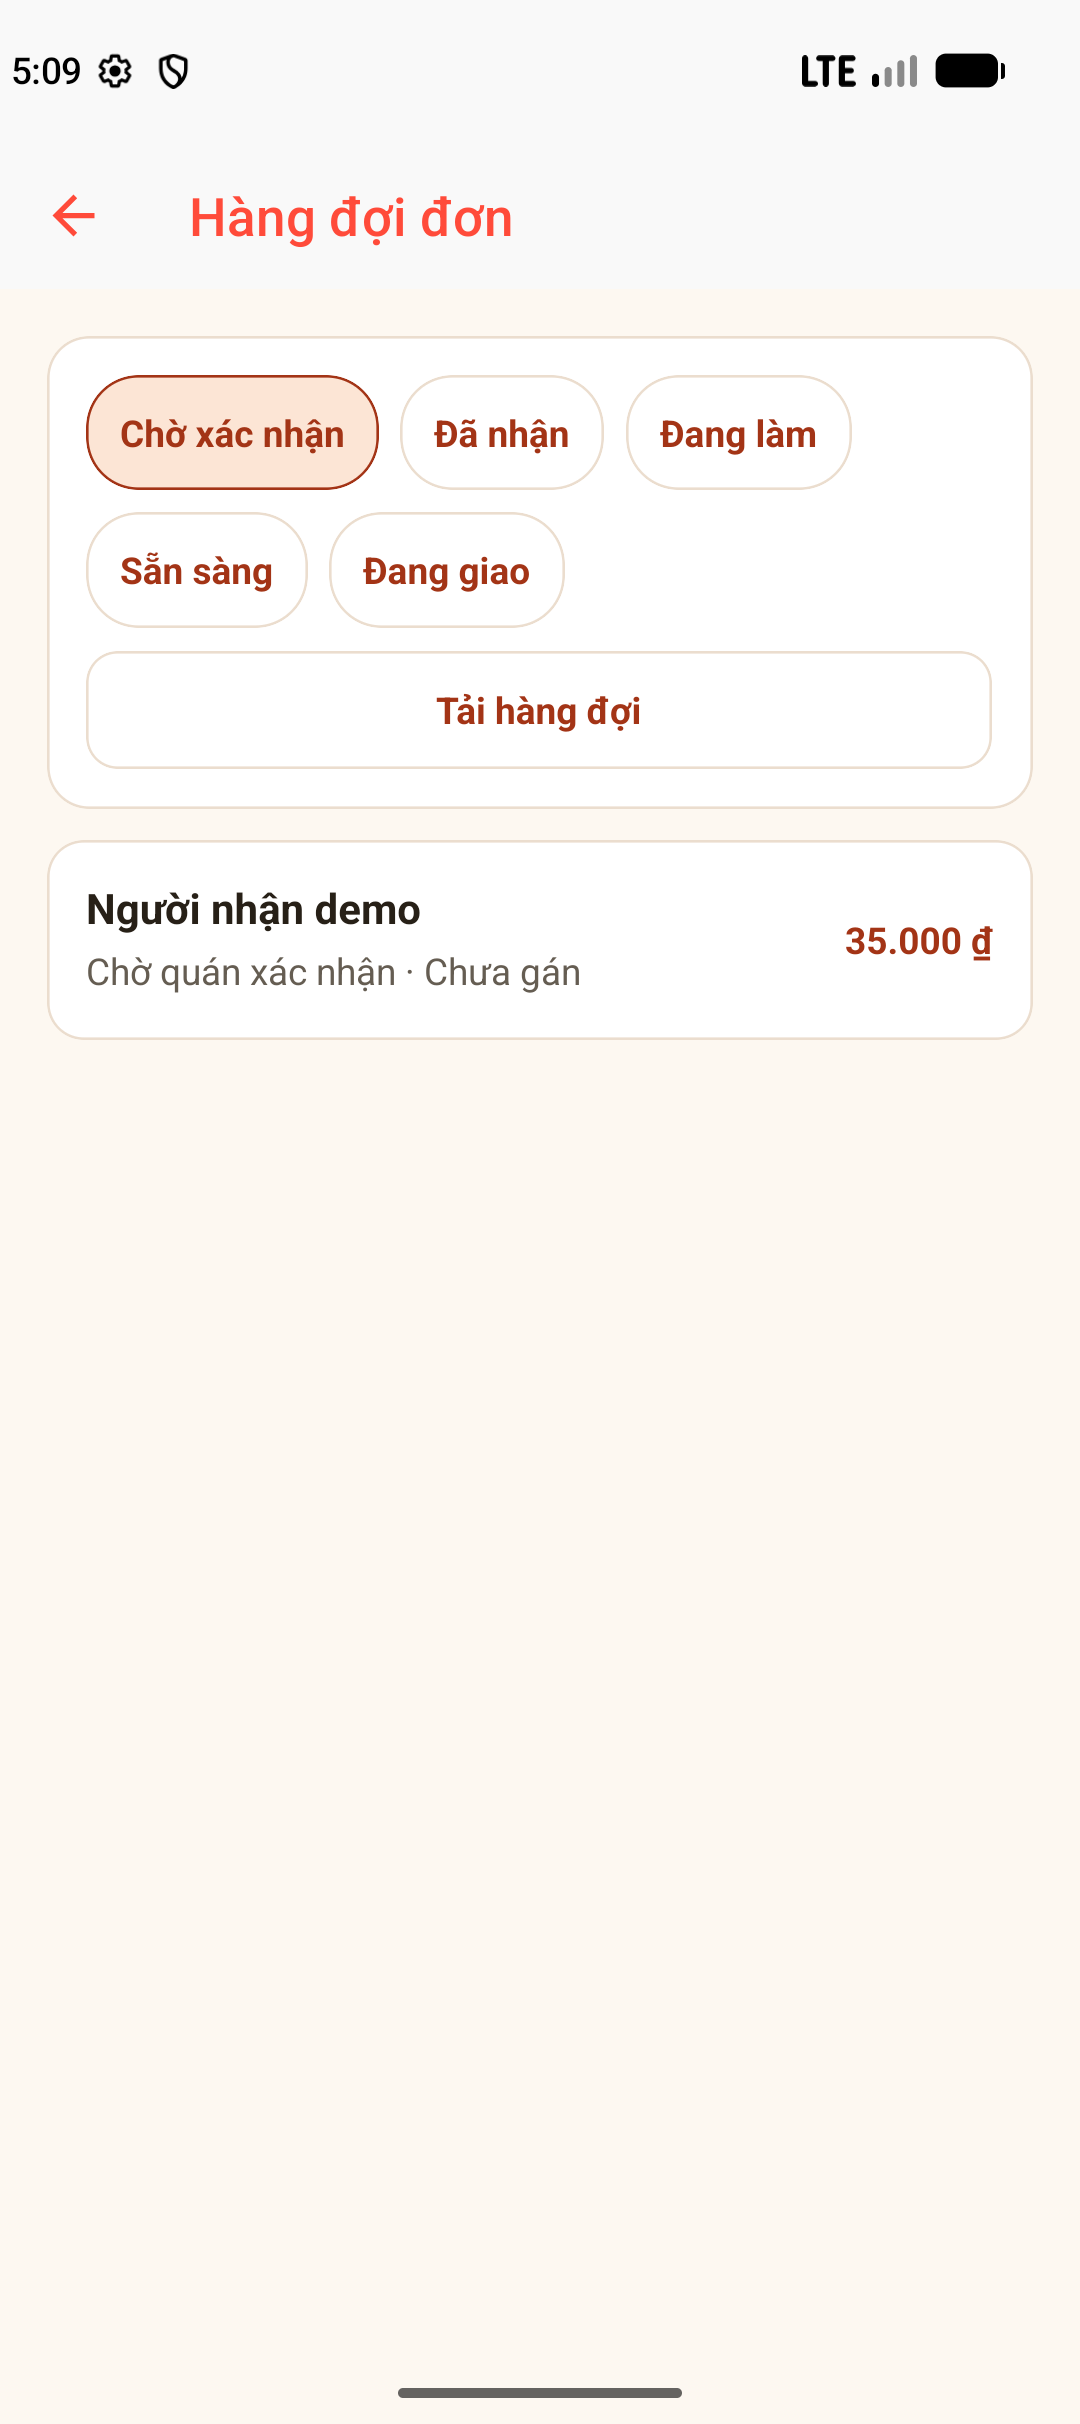 5:09
LTE
Hàng đợi đơn
Chờ xác nhận
Đã nhận
Đang làm
Sẵn sàng
Đang giao
Tải hàng đợi
Người nhận demo
Chờ quán xác nhận · Chưa gán
35.000 ₫